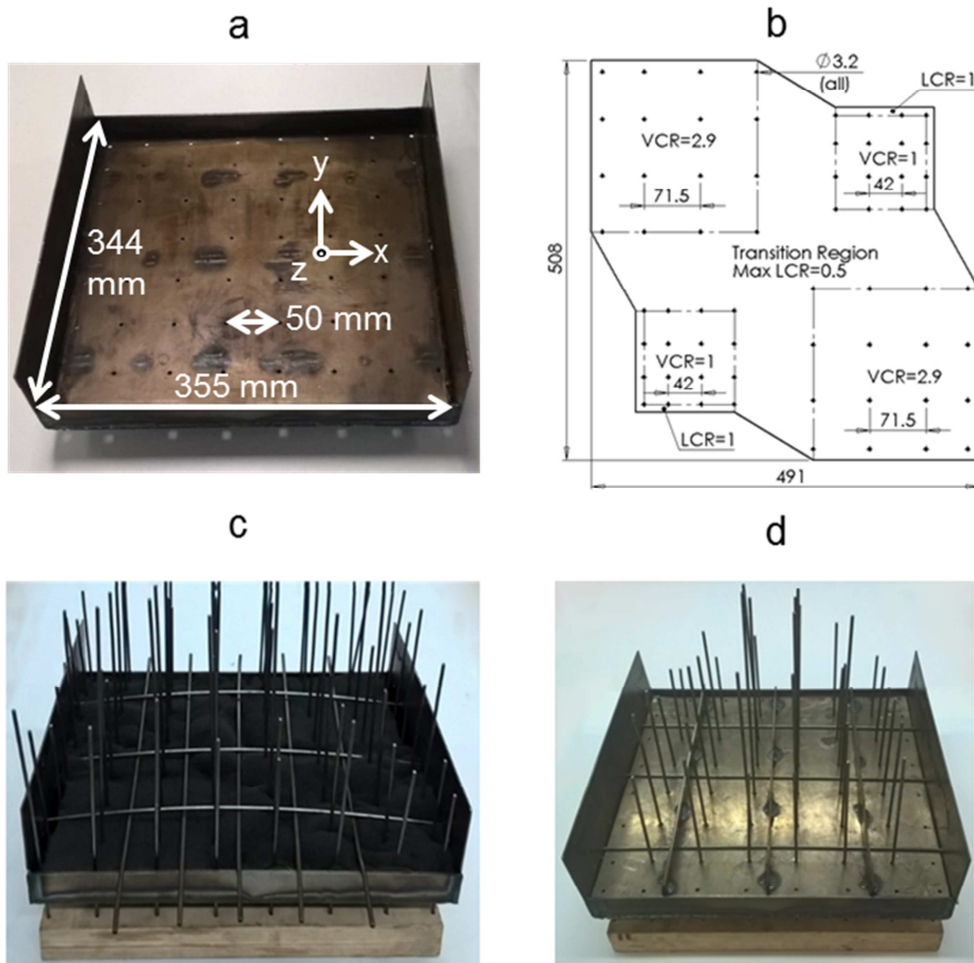 a
b
y
x
z
344
mm
50 mm
355 mm
∅3.2
(all)
LCR=1
VCR=2.9
VCR=1
71.5
42
Transition Region
Max LCR=0.5
508
VCR=1
42
VCR=2.9
71.5
LCR=1
491
c
d